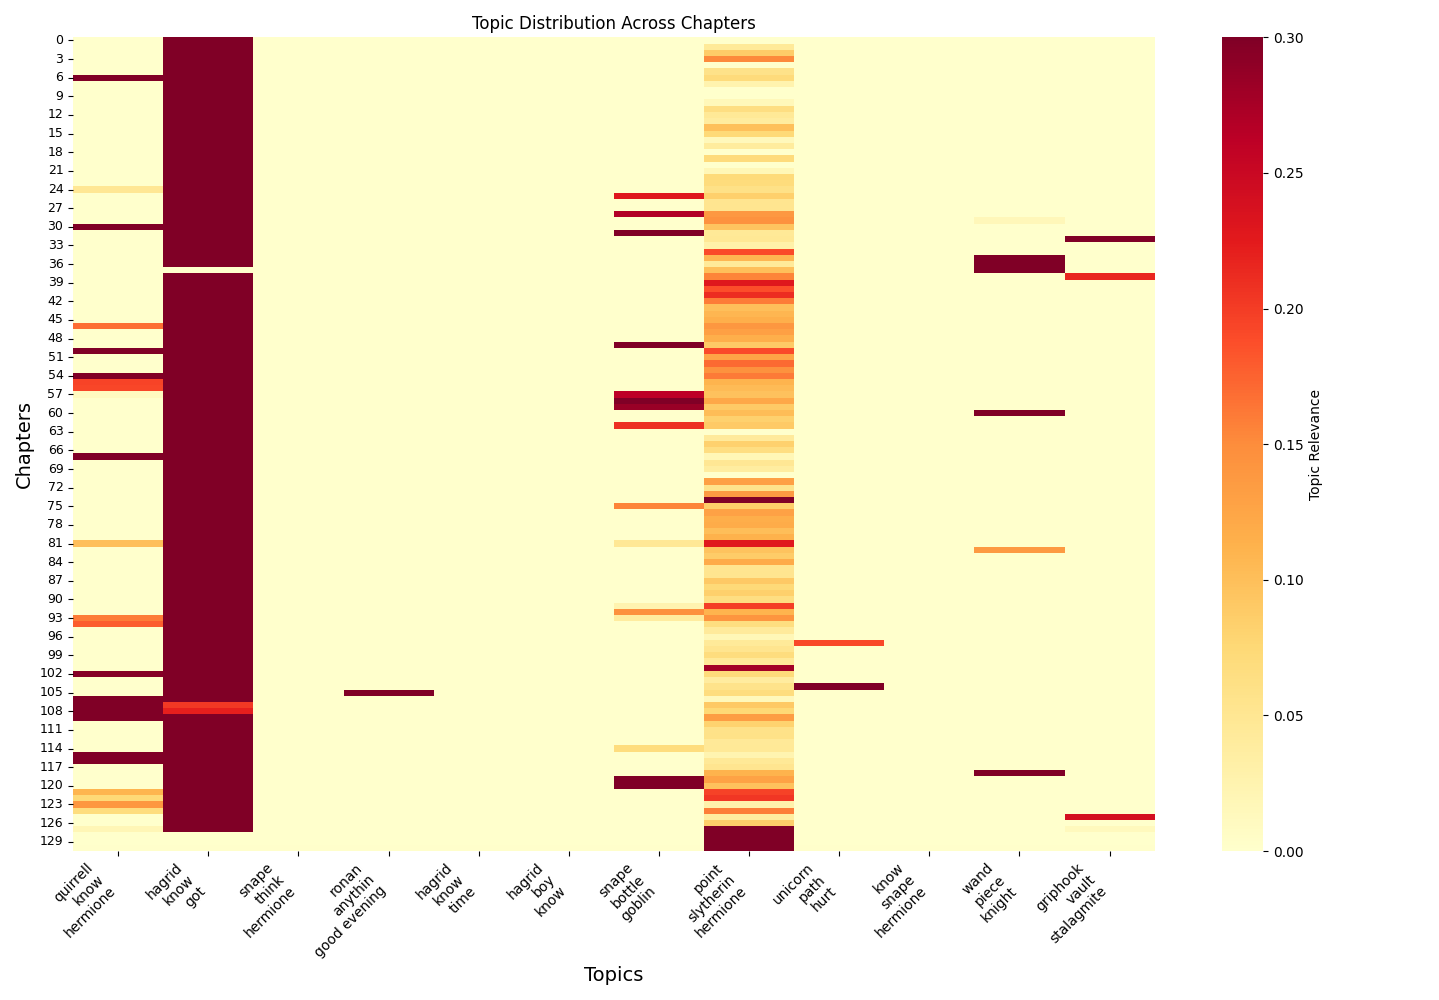 Topic Distribution Across Chapters
0
3
6
9
12
15
18
21
24
27
30
33
36
39
42
45
48
51
54
57
60
63
66
69
72
75
78
81
84
87
90
93
96
99
102
105
108
111
114
117
120
123
126
129
Chapters
quirrell
know
hermione
hagrid
know
got
snape
think
hermione
ronan
anythin
good evening
hagrid
know
time
hagrid
boy
know
snape
bottle
goblin
point
slytherin
hermione
unicorn
path
hurt
know
snape
hermione
wand
piece
knight
griphook
vault
stalagmite
Topics
0.30
0.25
0.20
0.15
0.10
0.05
0.00
Topic Relevance